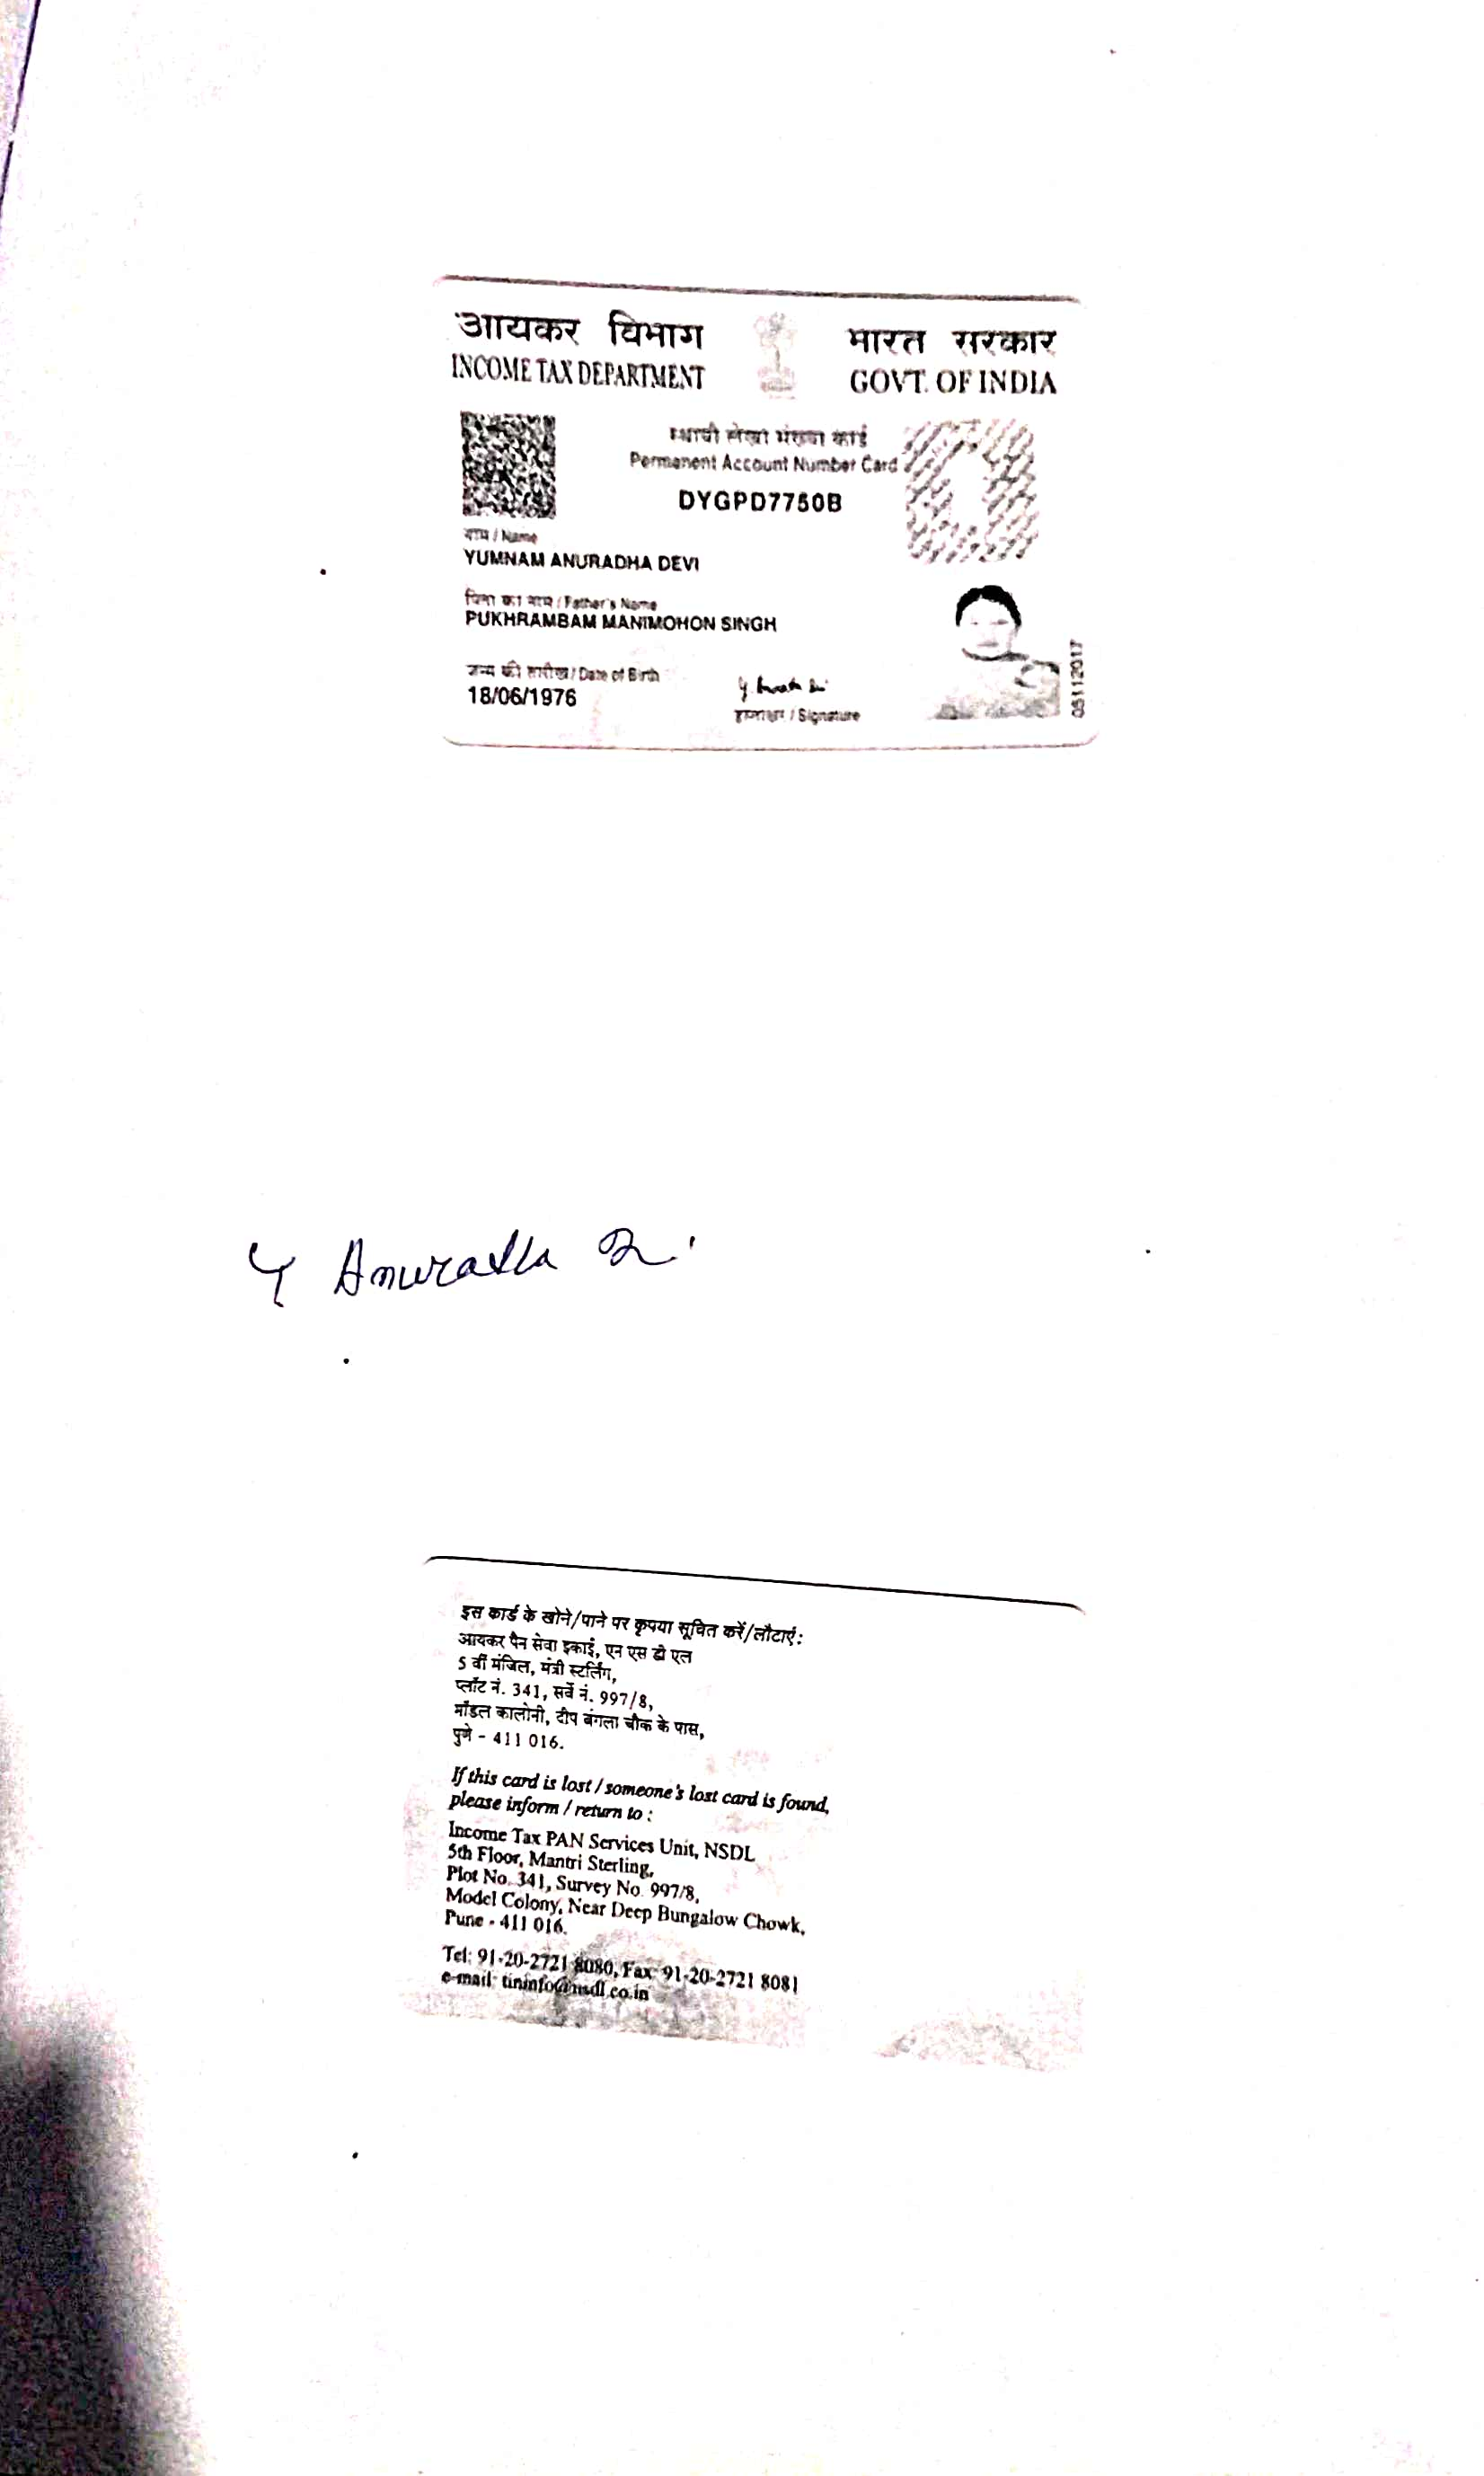 आयकर विभाग भारत सरकार
INCOME TAX DEPARTMENT GOVT. OF INDIA
स्थायी लेखा संख्या कार्ड
Permanent Account Number Card
DYGPD7750B
नाम / Name
YUMNAM ANURADHA DEVI
पिता का नाम / Father's Name
PUKHRAMBAM MANIMOHON SINGH
जन्म की तारीख / Date of Birth
18/06/1976
हस्ताक्षर / Signature
Y Anuradha
इस कार्ड के खोने/पाने पर कृपया सूचित करें/लौटाएं:
आयकर पैन सेवा इकाई, एन एस डी एल
5 वीं मंजिल, मंत्री स्टर्लिंग,
प्लॉट नं. 341, सर्वे नं. 997/8,
मॉडल कालोनी, दीप बंगला चौक के पास,
पुणे - 411 016.
If this card is lost / someone's lost card is found,
please inform / return to :
Income Tax PAN Services Unit, NSDL
5th Floor, Mantri Sterling,
Plot No. 341, Survey No. 997/8,
Model Colony, Near Deep Bungalow Chowk,
Pune - 411 016.
Tel: 91-20-2721 8080, Fax: 91-20-2721 8081
e-mail: tininfo@nsdl.co.in